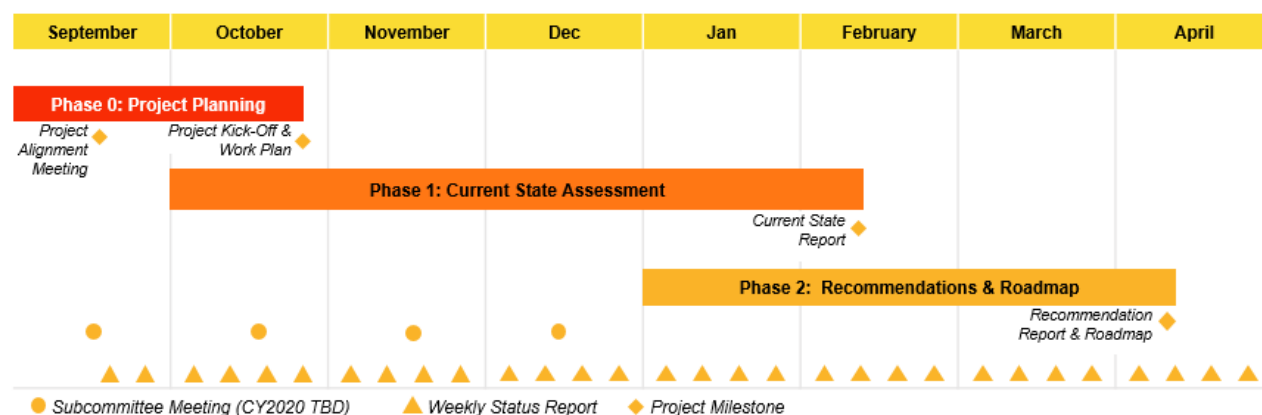 September October November Dec Jan February March April
Phase 0: Project Planning
Project
Alignment
Meeting
Project Kick-Off &
Work Plan
Phase 1: Current State Assessment
Current State
Report
Phase 2: Recommendations & Roadmap
Recommendation
Report & Roadmap
Subcommittee Meeting (CY2020 TBD) Weekly Status Report Project Milestone